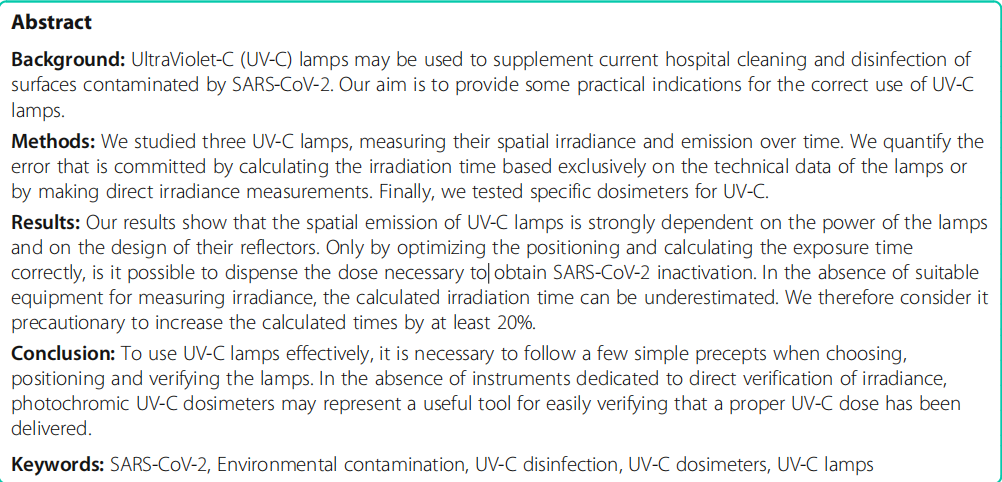 Abstract
Background: UltraViolet-C (UV-C) lamps may be used to supplement current hospital cleaning and disinfection of
surfaces contaminated by SARS-CoV-2. Our aim is to provide some practical indications for the correct use of UV-C
lamps.
Methods: We studied three UV-C lamps, measuring their spatial irradiance and emission over time. We quantify the
error that is committed by calculating the irradiation time based exclusively on the technical data of the lamps or
by making direct irradiance measurements. Finally, we tested specific dosimeters for UV-C.
Results: Our results show that the spatial emission of UV-C lamps is strongly dependent on the power of the lamps
and on the design of their reflectors. Only by optimizing the positioning and calculating the exposure time
correctly, is it possible to dispense the dose necessary to obtain SARS-CoV-2 inactivation. In the absence of suitable
equipment for measuring irradiance, the calculated irradiation time can be underestimated. We therefore consider it
precautionary to increase the calculated times by at least 20%.
Conclusion: To use UV-C lamps effectively, it is necessary to follow a few simple precepts when choosing,
positioning and verifying the lamps. In the absence of instruments dedicated to direct verification of irradiance,
photochromic UV-C dosimeters may represent a useful tool for easily verifying that a proper UV-C dose has been
delivered.
Keywords: SARS-CoV-2, Environmental contamination, UV-C disinfection, UV-C dosimeters, UV-C lamps